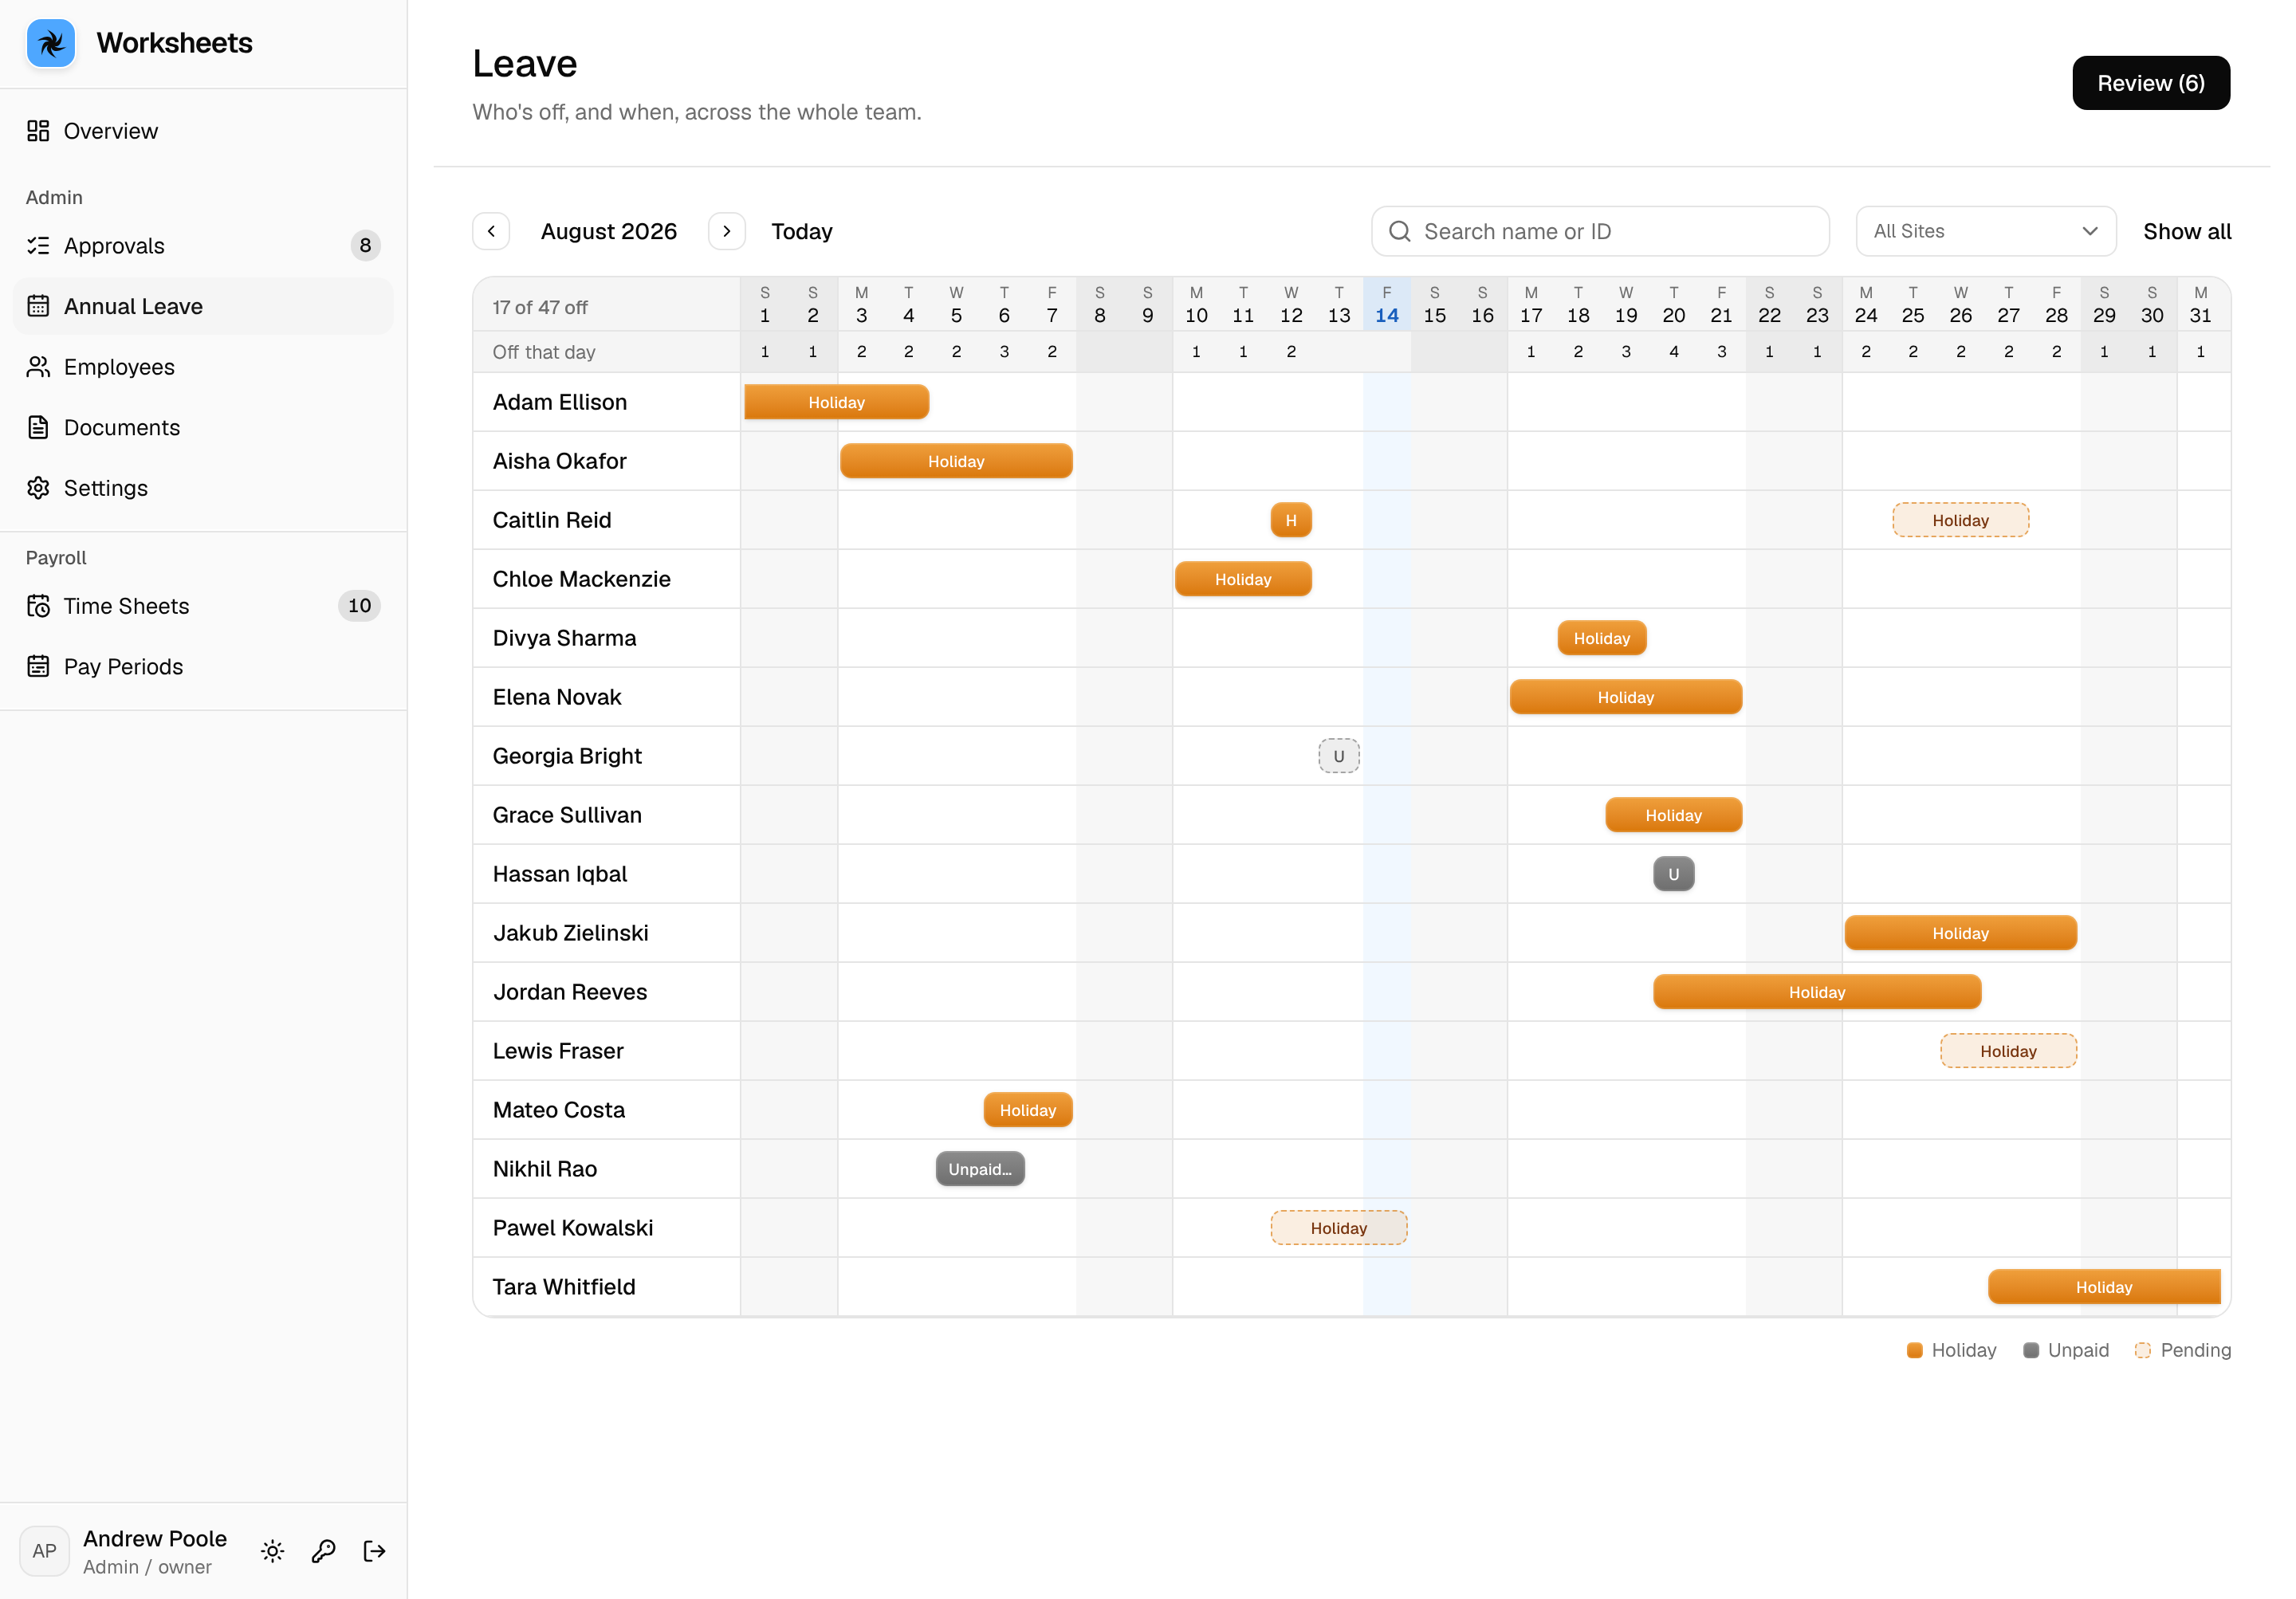 Worksheets
Overview
Admin
Approvals 8
Annual Leave
Employees
Documents
Settings
Payroll
Time Sheets 10
Pay Periods
AP
Andrew Poole
Admin / owner
Leave
Who's off, and when, across the whole team.
Review (6)
August 2026 Today
Search name or ID
All Sites
Show all
17 of 47 off
S S M T W T F S S M T W T F S S M T W T F S S M T W T F S S M
1 2 3 4 5 6 7 8 9 10 11 12 13 14 15 16 17 18 19 20 21 22 23 24 25 26 27 28 29 30 31
Off that day 1 1 2 2 2 3 2 1 1 2 1 2 3 4 3 1 1 2 2 2 2 2 1 1 1
Adam Ellison Holiday
Aisha Okafor Holiday
Caitlin Reid H Holiday
Chloe Mackenzie Holiday
Divya Sharma Holiday
Elena Novak Holiday
Georgia Bright U
Grace Sullivan Holiday
Hassan Iqbal U
Jakub Zielinski Holiday
Jordan Reeves Holiday
Lewis Fraser Holiday
Mateo Costa Holiday
Nikhil Rao Unpaid...
Pawel Kowalski Holiday
Tara Whitfield Holiday
Holiday Unpaid Pending